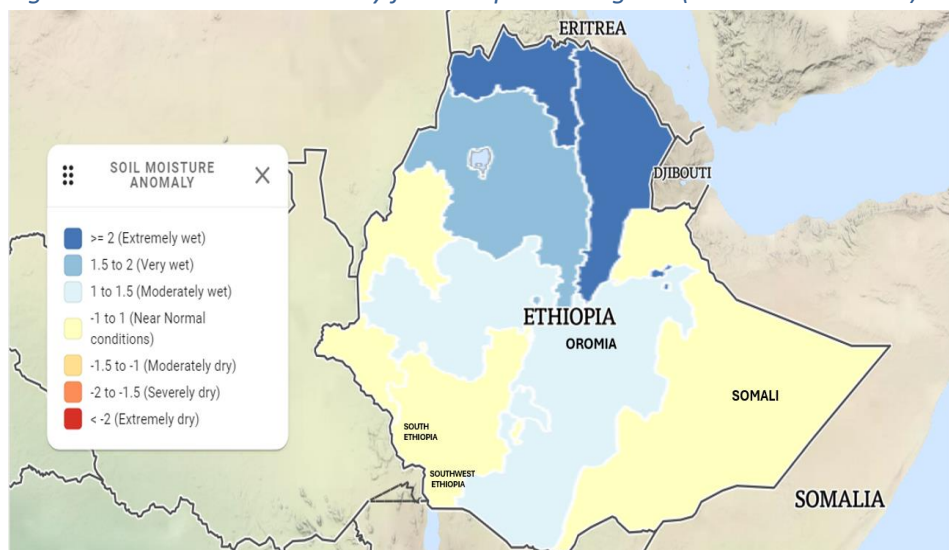 ERITREA
SOIL MOISTURE
ANOMALY
DJIBOUTI
>= 2 (Extremely wet)
1.5 to 2 (Very wet)
1 to 1.5 (Moderately wet)
-1 to 1 (Near Normal
conditions)
-1.5 to -1 (Moderately dry)
-2 to -1.5 (Severely dry)
< -2 (Extremely dry)
ETHIOPIA
OROMIA
SOMALI
SOUTH
ETHIOPIA
SOUTHWEST
ETHIOPIA
SOMALIA